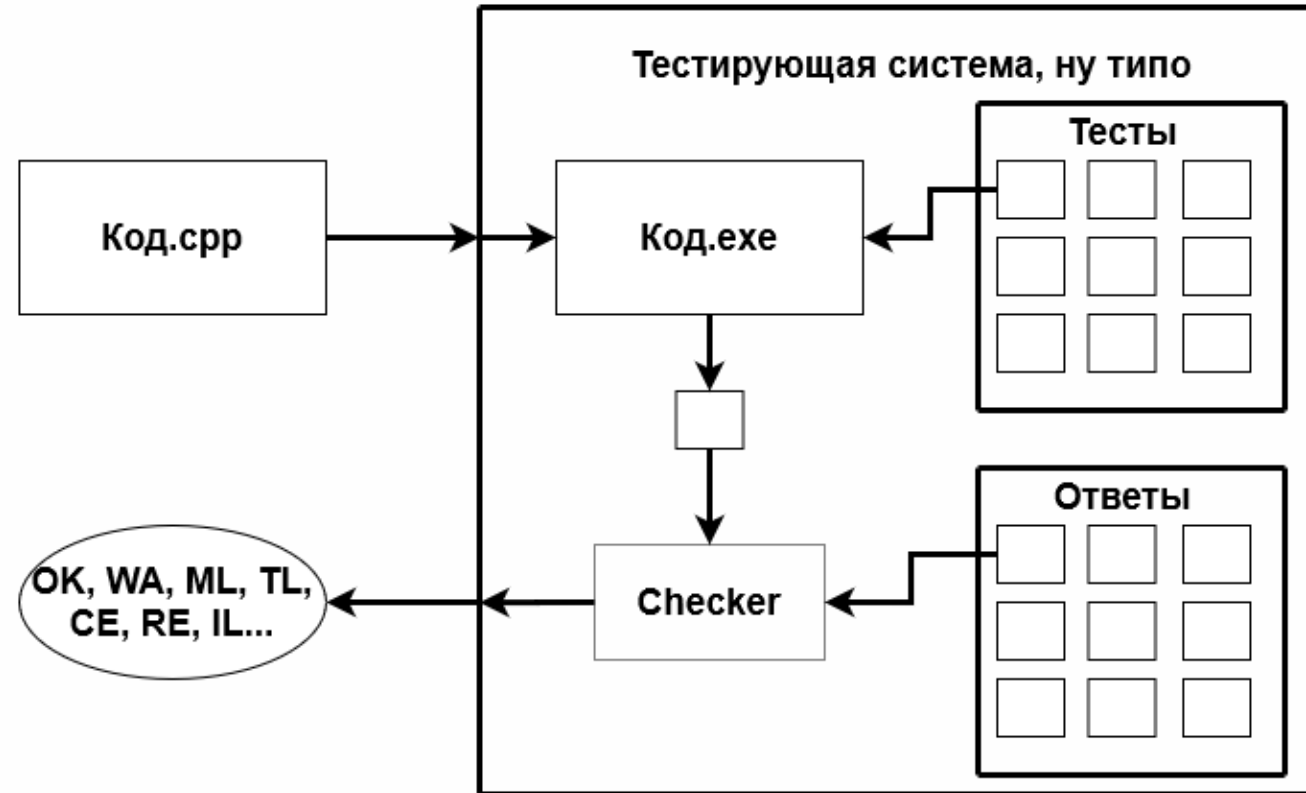 Тестирующая система, ну типо
Тесты
Код.cpp
Код.exe
Ответы
OK, WA, ML, TL,
CE, RE, IL...
Checker